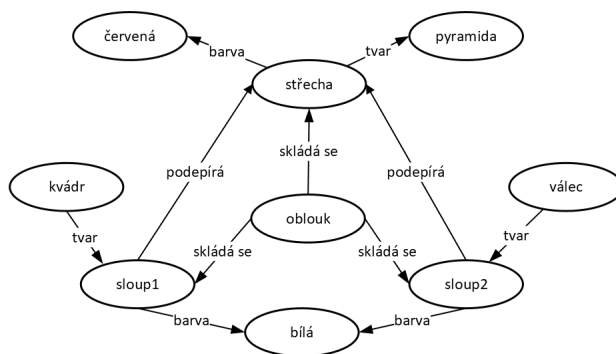 červená
pyramida
barva
tvar
střecha
skládá se
podepírá
podepírá
kvádr
válec
oblouk
tvar
tvar
skládá se
skládá se
sloup1
sloup2
barva
barva
bílá